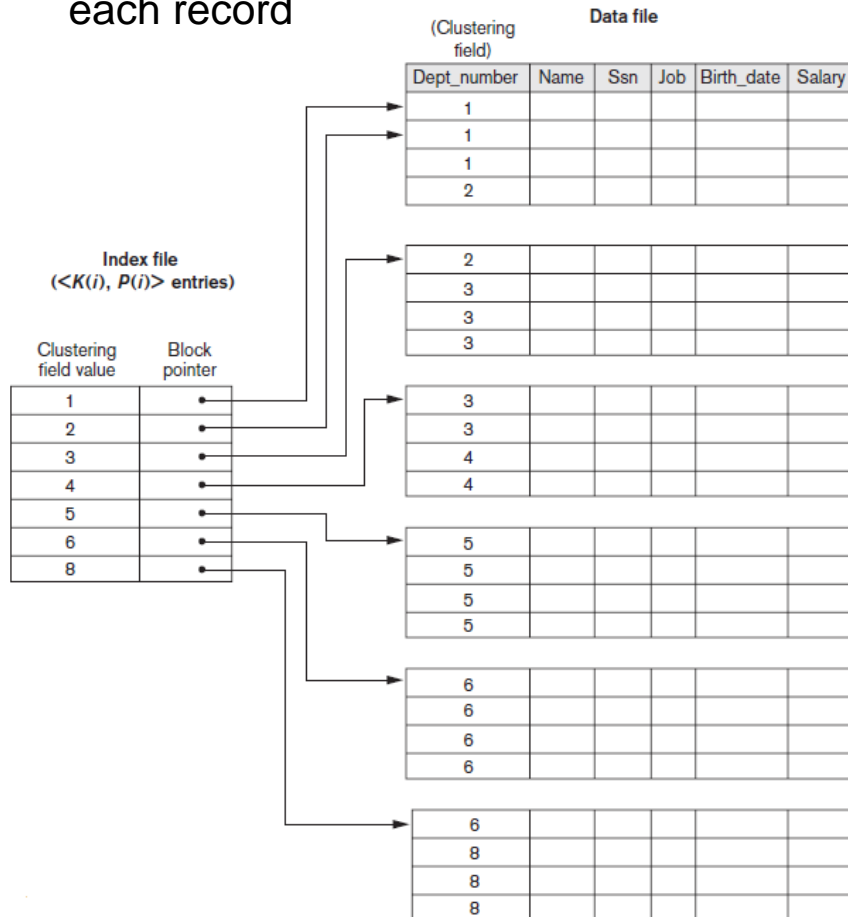 each record
Data file
(Clustering
field)
Dept_number Name Ssn Job Birth_date Salary
1
1
1
2
Index file
(<K(i), P(i)> entries)
2
3
3
3
Clustering
field value
Block
pointer
1
2
3
4
5
6
8
3
3
4
4
5
5
5
5
6
6
6
6
6
8
8
8